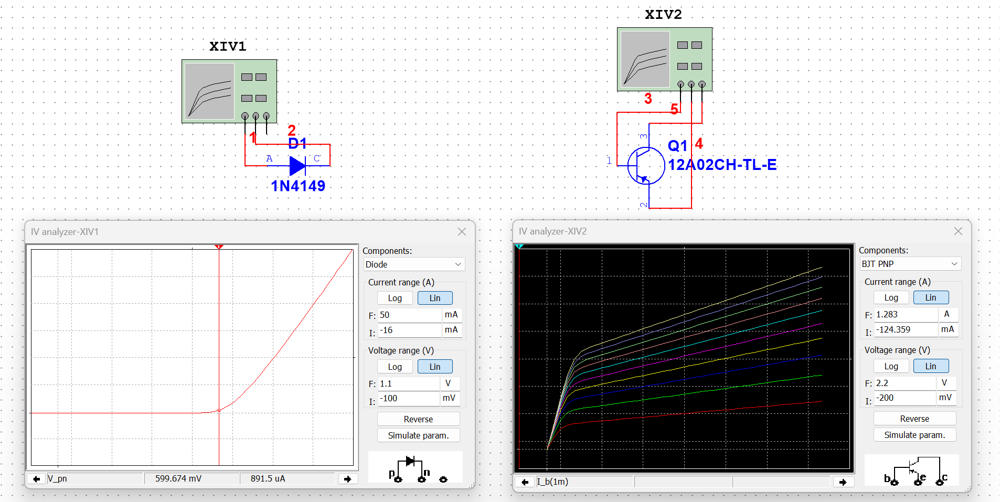 XIV1
1
2
D1
A
C
1N4149
XIV2
3
5
3
Q1
4
1
12A02CH-TL-E
2
IV analyzer-XIV1
Components:
Diode
Current range (A)
Log Lin
F: 50 mA
I: -16 mA
Voltage range (V)
Log Lin
F: 1.1 V
I: -100 mV
Reverse
Simulate param.
p n
V_pn 599.674 mV 891.5 uA
IV analyzer-XIV2
Components:
BJT PNP
Current range (A)
Log Lin
F: 1.283 A
I: -124.359 mA
Voltage range (V)
Log Lin
F: 2.2 V
I: -200 mV
Reverse
Simulate param.
b e c
I_b(1m)